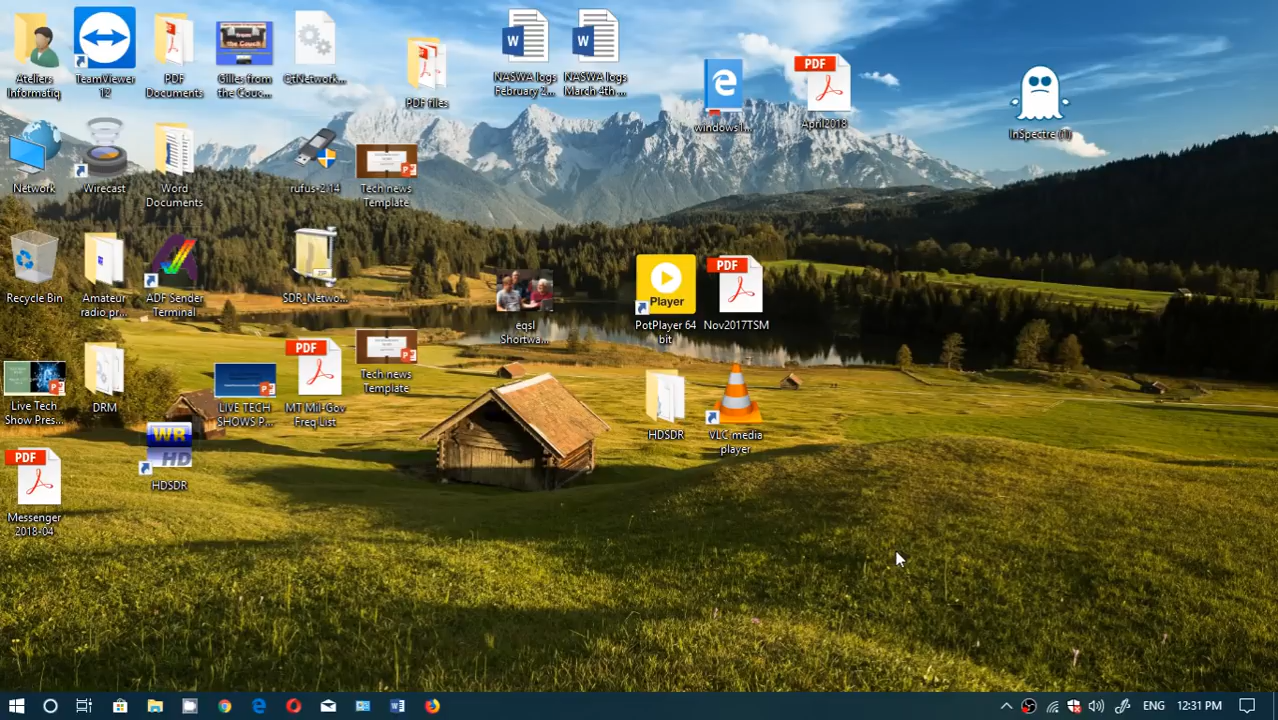 Ateliers
Informatiq
TeamViewer
12
PDF
Documents
Gilles from
the Couc...
QtNetwork...
PDF files
W
NASWA logs
February 2...
W
NASWA logs
March 4th ...
windowsi...
PDF
April2018
InSpectre (1)
Network
Wirecast
Word
Documents
rufus-2.14
Tech news
Template
Recycle Bin
Amateur
radio pr...
ADF Sender
Terminal
ZIP
SDR_Netwo...
eqsl
Shortwa...
Player
PotPlayer 64
bit
PDF
Nov2017TSM
Live Tech
Show Pres...
DRM
LIVE TECH
SHOWS P...
PDF
MT Mil-Gov
Freq List
Tech news
Template
HDSDR
VLC media
player
PDF
Messenger
2018-04
WR
HD
HDSDR
ENG
12:31 PM